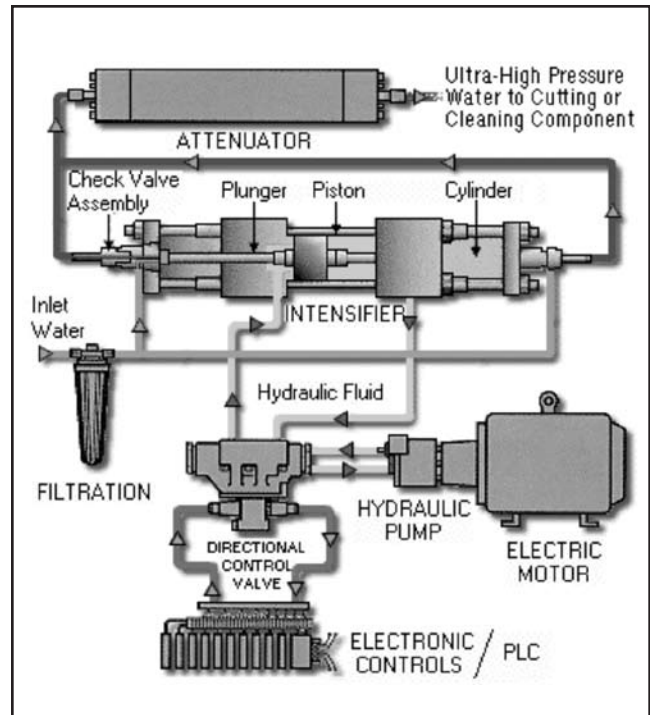 Ultra-High Pressure
Water to Cutting or
Cleaning Component
ATTENUATOR
Check Valve
Assembly
Plunger
Piston
Cylinder
Inlet
Water
INTENSIFIER
Hydraulic Fluid
FILTRATION
HYDRAULIC
PUMP
ELECTRIC
MOTOR
DIRECTIONAL
CONTROL
VALVE
ELECTRONIC
CONTROLS / PLC